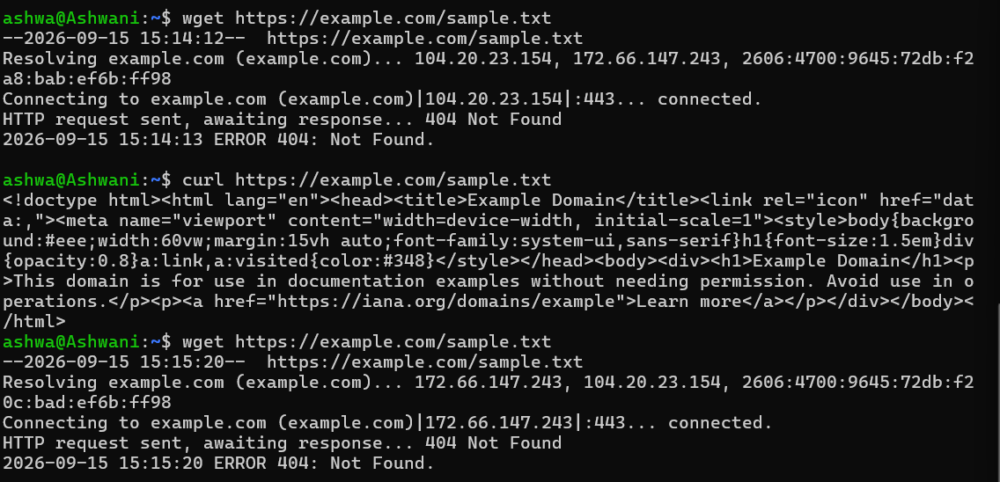 ashwa@Ashwani:~$ wget https://example.com/sample.txt
--2026-09-15 15:14:12--  https://example.com/sample.txt
Resolving example.com (example.com)... 104.20.23.154, 172.66.147.243, 2606:4700:9645:72db:f2
a8:bab:ef6b:ff98
Connecting to example.com (example.com)|104.20.23.154|:443... connected.
HTTP request sent, awaiting response... 404 Not Found
2026-09-15 15:14:13 ERROR 404: Not Found.
ashwa@Ashwani:~$ curl https://example.com/sample.txt
<!doctype html><html lang="en"><head><title>Example Domain</title><link rel="icon" href="dat
a:,"><meta name="viewport" content="width=device-width, initial-scale=1"><style>body{backgro
und:#eee;width:60vw;margin:15vh auto;font-family:system-ui,sans-serif}h1{font-size:1.5em}div
{opacity:0.8}a:link,a:visited{color:#348}</style></head><body><div><h1>Example Domain</h1><p
>This domain is for use in documentation examples without needing permission. Avoid use in o
perations.</p><p><a href="https://iana.org/domains/example">Learn more</a></p></div></body><
/html>
ashwa@Ashwani:~$ wget https://example.com/sample.txt
--2026-09-15 15:15:20--  https://example.com/sample.txt
Resolving example.com (example.com)... 172.66.147.243, 104.20.23.154, 2606:4700:9645:72db:f2
0c:bad:ef6b:ff98
Connecting to example.com (example.com)|172.66.147.243|:443... connected.
HTTP request sent, awaiting response... 404 Not Found
2026-09-15 15:15:20 ERROR 404: Not Found.